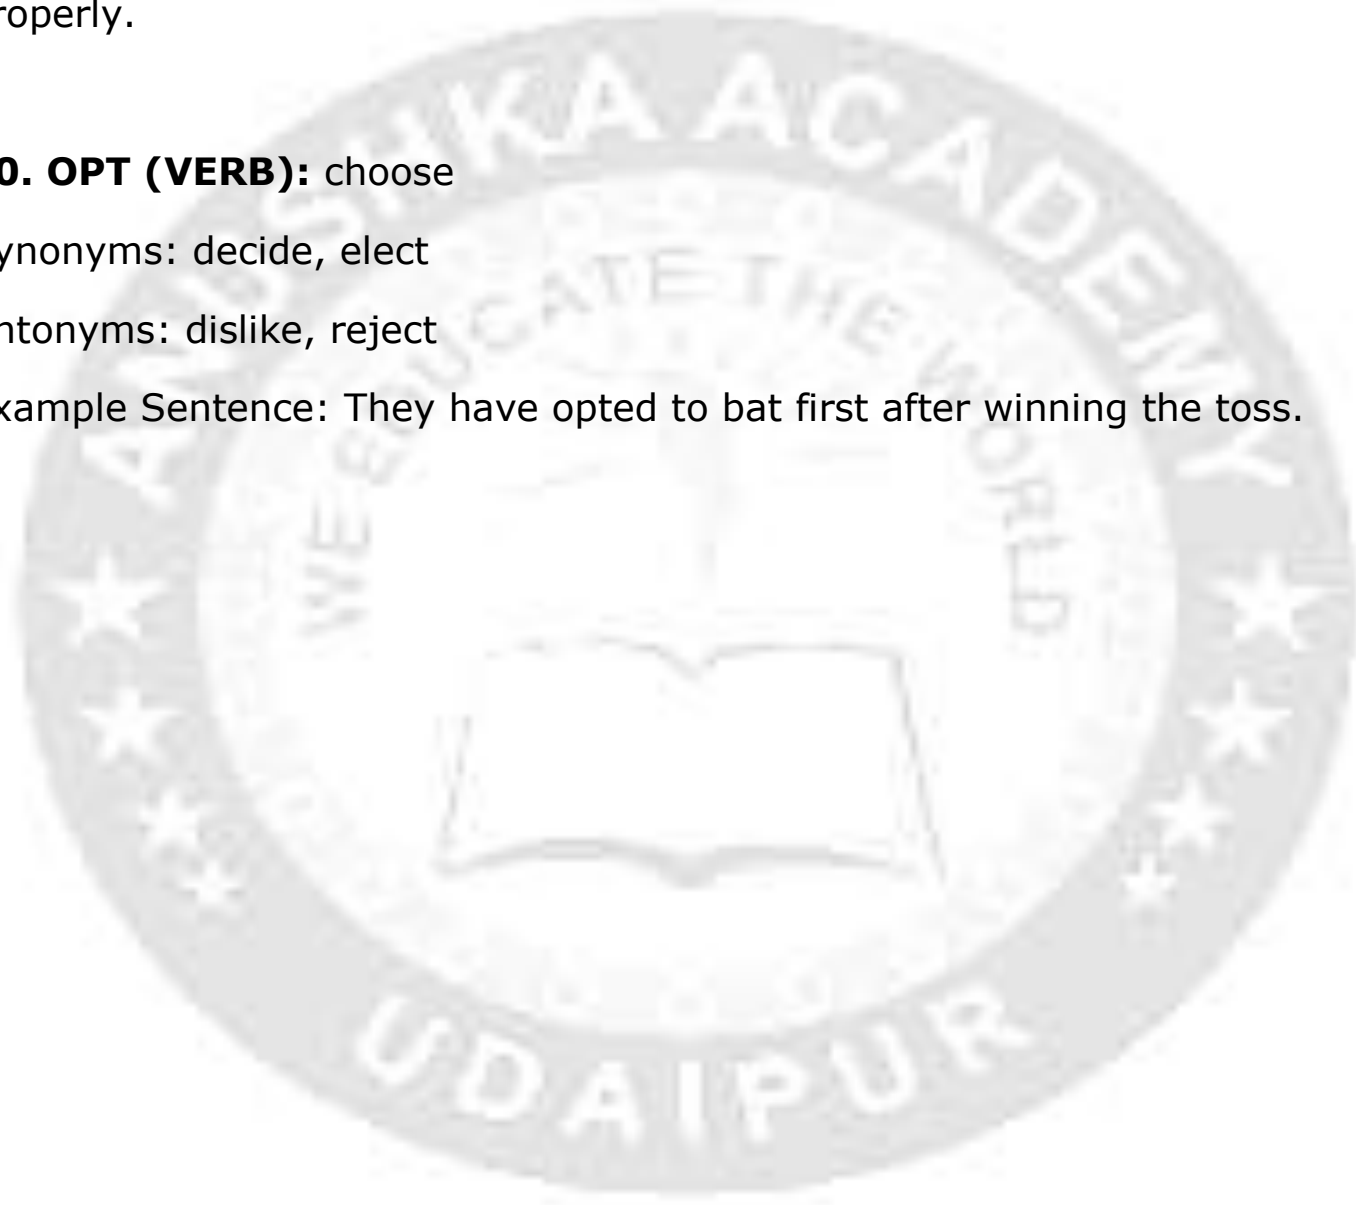 roperly.
0. OPT (VERB): choose
ynonyms: decide, elect
ntonyms: dislike, reject
xample Sentence: They have opted to bat first after winning the toss.
ANUSHKA ACADEMY
WE EDUCATE THE WORLD
UDAIPUR